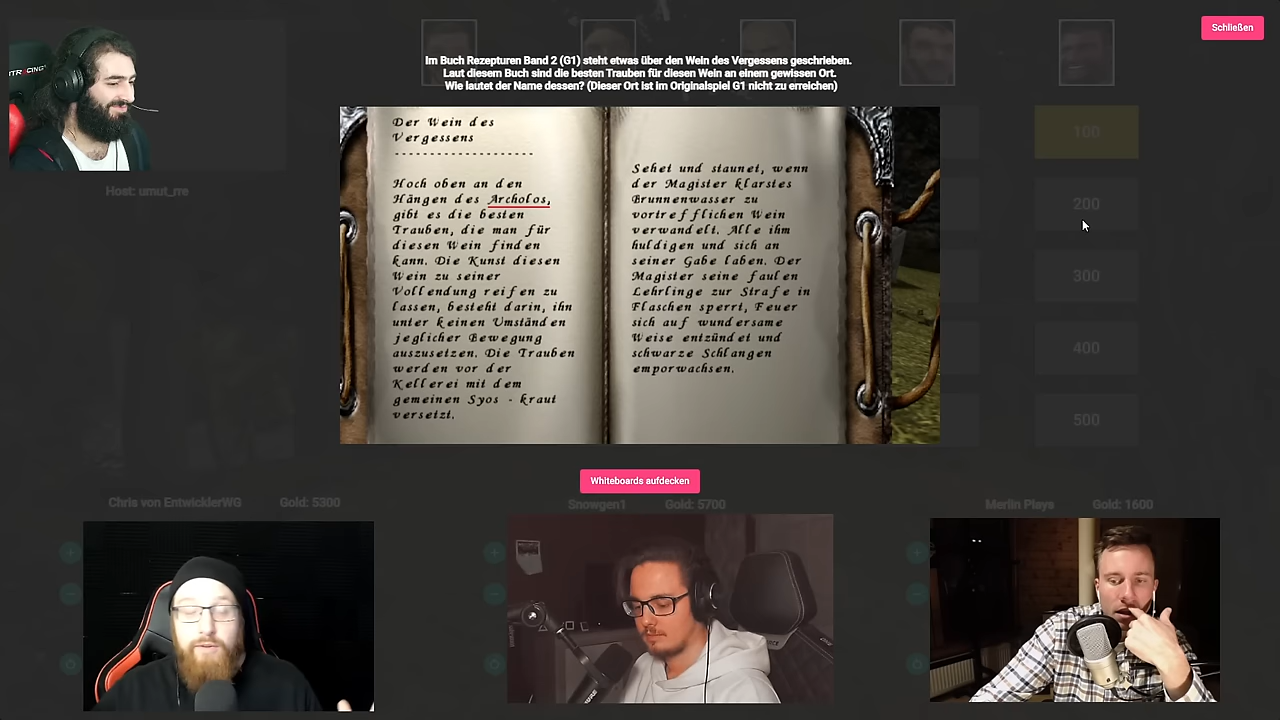 Schließen
Im Buch Rezepturen Band 2 (G1) steht etwas über den Wein des Vergessens geschrieben.
Laut diesem Buch sind die besten Trauben für diesen Wein an einem gewissen Ort.
Wie lautet der Name dessen? (Dieser Ort ist im Originalspiel G1 nicht zu erreichen)
Host: umut_rre
Der Wein des
Vergessens
--------------------
Hoch oben an den
Hängen des Archolos,
gibt es die besten
Trauben, die man für
diesen Wein finden
kann. Die Kunst diesen
Wein zu seiner
Vollendung reifen zu
lassen, besteht darin, ihn
unter keinen Umständen
jeglicher Bewegung
auszusetzen. Die Trauben
werden vor der
Kellerei mit dem
gemeinen Syos - kraut
versetzt.
Sehet und staunet, wenn
der Magister klarstes
Brunnenwasser zu
vortrefflichen Wein
verwandelt. Alle ihm
huldigen und sich an
seiner Gabe laben. Der
Magister seine faulen
Lehrlinge zur Strafe in
Flaschen sperrt, Feuer
sich auf wundersame
Weise entzündet und
schwarze Schlangen
emporwachsen.
100
200
300
400
500
Whiteboards aufdecken
Chris von EntwicklerWG Gold: 5300
Snowgen1 Gold: 5700
Merlin Plays Gold: 1600